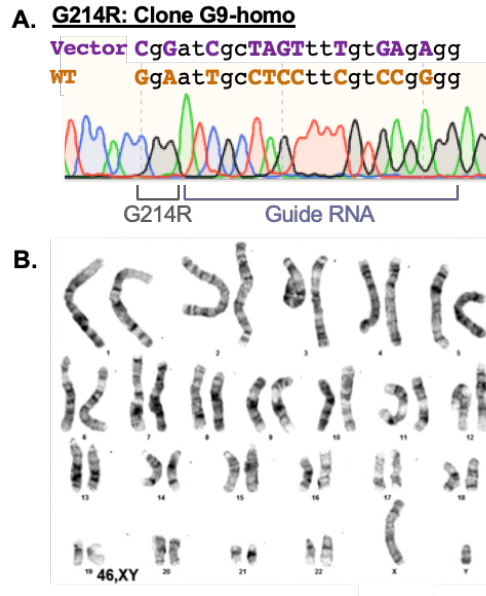 A. G214R: Clone G9-homo
Vector CgGatCgcTAGTttTgtGAgAgg
WT GgAatTgcCTCCttCgtCCgGgg
G214R Guide RNA
B.
1 2 3 4 5
6 7 8 9 10 11 12
13 14 15 16 17 18
19 20 21 22 X Y
46,XY